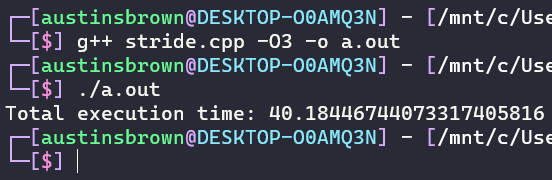 ┌─[austinsbrown@DESKTOP-O0AMQ3N] - [/mnt/c/Use
└─[$] g++ stride.cpp -O3 -o a.out
┌─[austinsbrown@DESKTOP-O0AMQ3N] - [/mnt/c/Use
└─[$] ./a.out
Total execution time: 40.18446744073317405816
┌─[austinsbrown@DESKTOP-O0AMQ3N] - [/mnt/c/Use
└─[$]